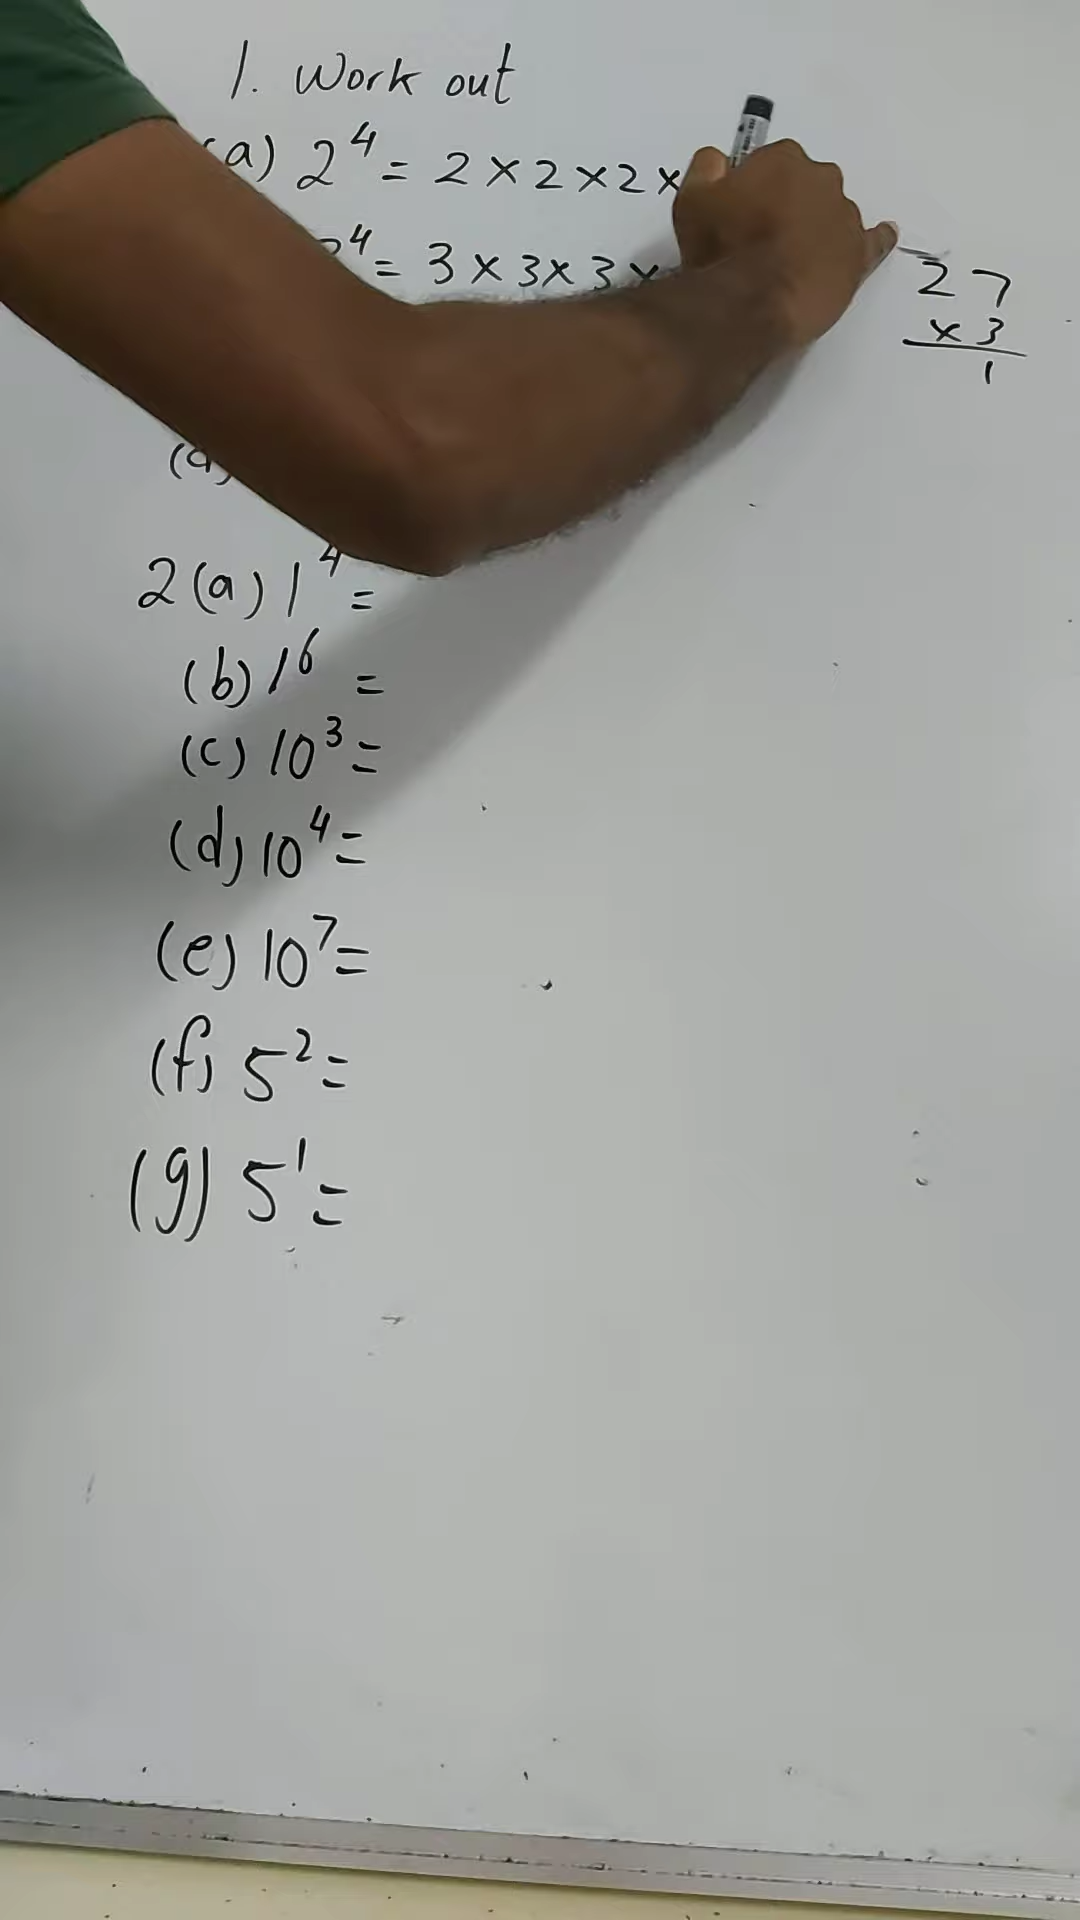 1. Work out
(a) 2⁴ = 2 × 2 × 2 ×
⁴ = 3 × 3 × 3 ×
27
× 3
1
2 (a) 1⁴ =
(b) 1⁶ =
(c) 10³ =
(d) 10⁴ =
(e) 10⁷ =
(f) 5² =
(g) 5¹ =